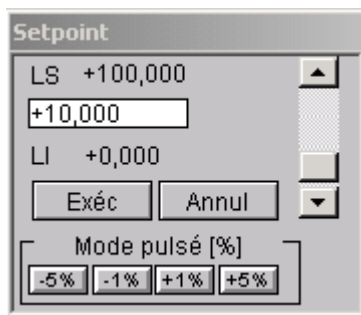 Setpoint
LS +100,000
+10,000
LI +0,000
Exéc Annul
Mode pulsé [%]
-5% -1% +1% +5%